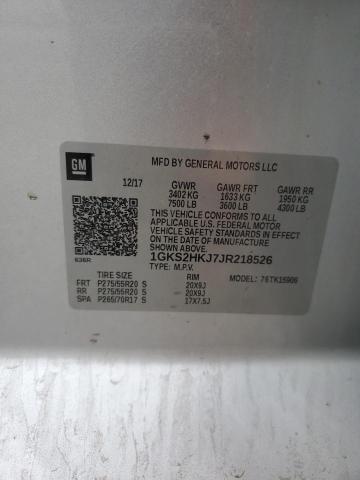 GM
MFD BY GENERAL MOTORS LLC
12/17 GVWR GAWR FRT GAWR RR
3402 KG 1633 KG 1950 KG
7500 LB 3600 LB 4300 LB
THIS VEHICLE CONFORMS TO ALL APPLICABLE
U.S. FEDERAL MOTOR
VEHICLE SAFETY STANDARDS IN EFFECT
ON THE DATE OF MANUFACTURE
SHOWN ABOVE.
1GKS2HKJ7JR218526
636R TYPE: M.P.V. MODEL: 76TK15906
TIRE SIZE RIM
FRT P275/55R20 S 20X9J
RR P275/55R20 S 20X9J
SPA P265/70R17 S 17X7.5J